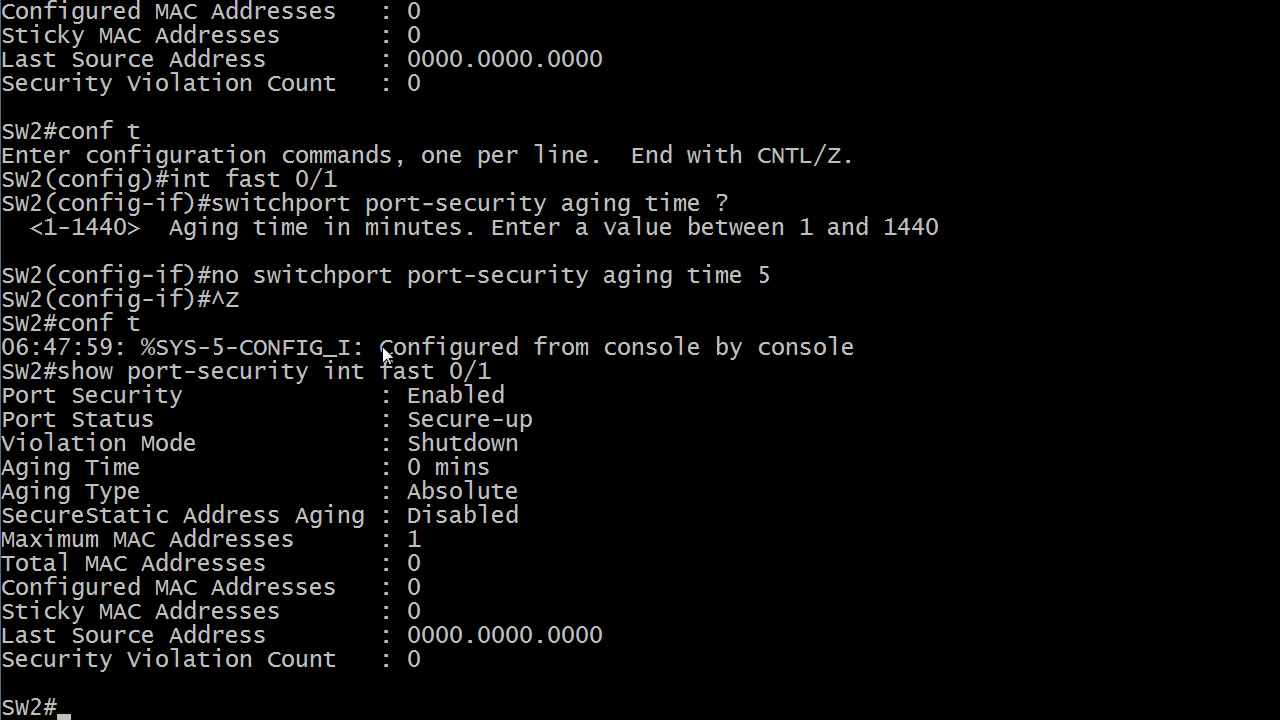 Configured MAC Addresses   : 0
Sticky MAC Addresses       : 0
Last Source Address        : 0000.0000.0000
Security Violation Count   : 0

SW2#conf t
Enter configuration commands, one per line.  End with CNTL/Z.
SW2(config)#int fast 0/1
SW2(config-if)#switchport port-security aging time ?
  <1-1440>  Aging time in minutes. Enter a value between 1 and 1440

SW2(config-if)#no switchport port-security aging time 5
SW2(config-if)#^Z
SW2#conf t
06:47:59: %SYS-5-CONFIG_I: Configured from console by console
SW2#show port-security int fast 0/1
Port Security              : Enabled
Port Status                : Secure-up
Violation Mode             : Shutdown
Aging Time                 : 0 mins
Aging Type                 : Absolute
SecureStatic Address Aging : Disabled
Maximum MAC Addresses      : 1
Total MAC Addresses        : 0
Configured MAC Addresses   : 0
Sticky MAC Addresses       : 0
Last Source Address        : 0000.0000.0000
Security Violation Count   : 0

SW2#